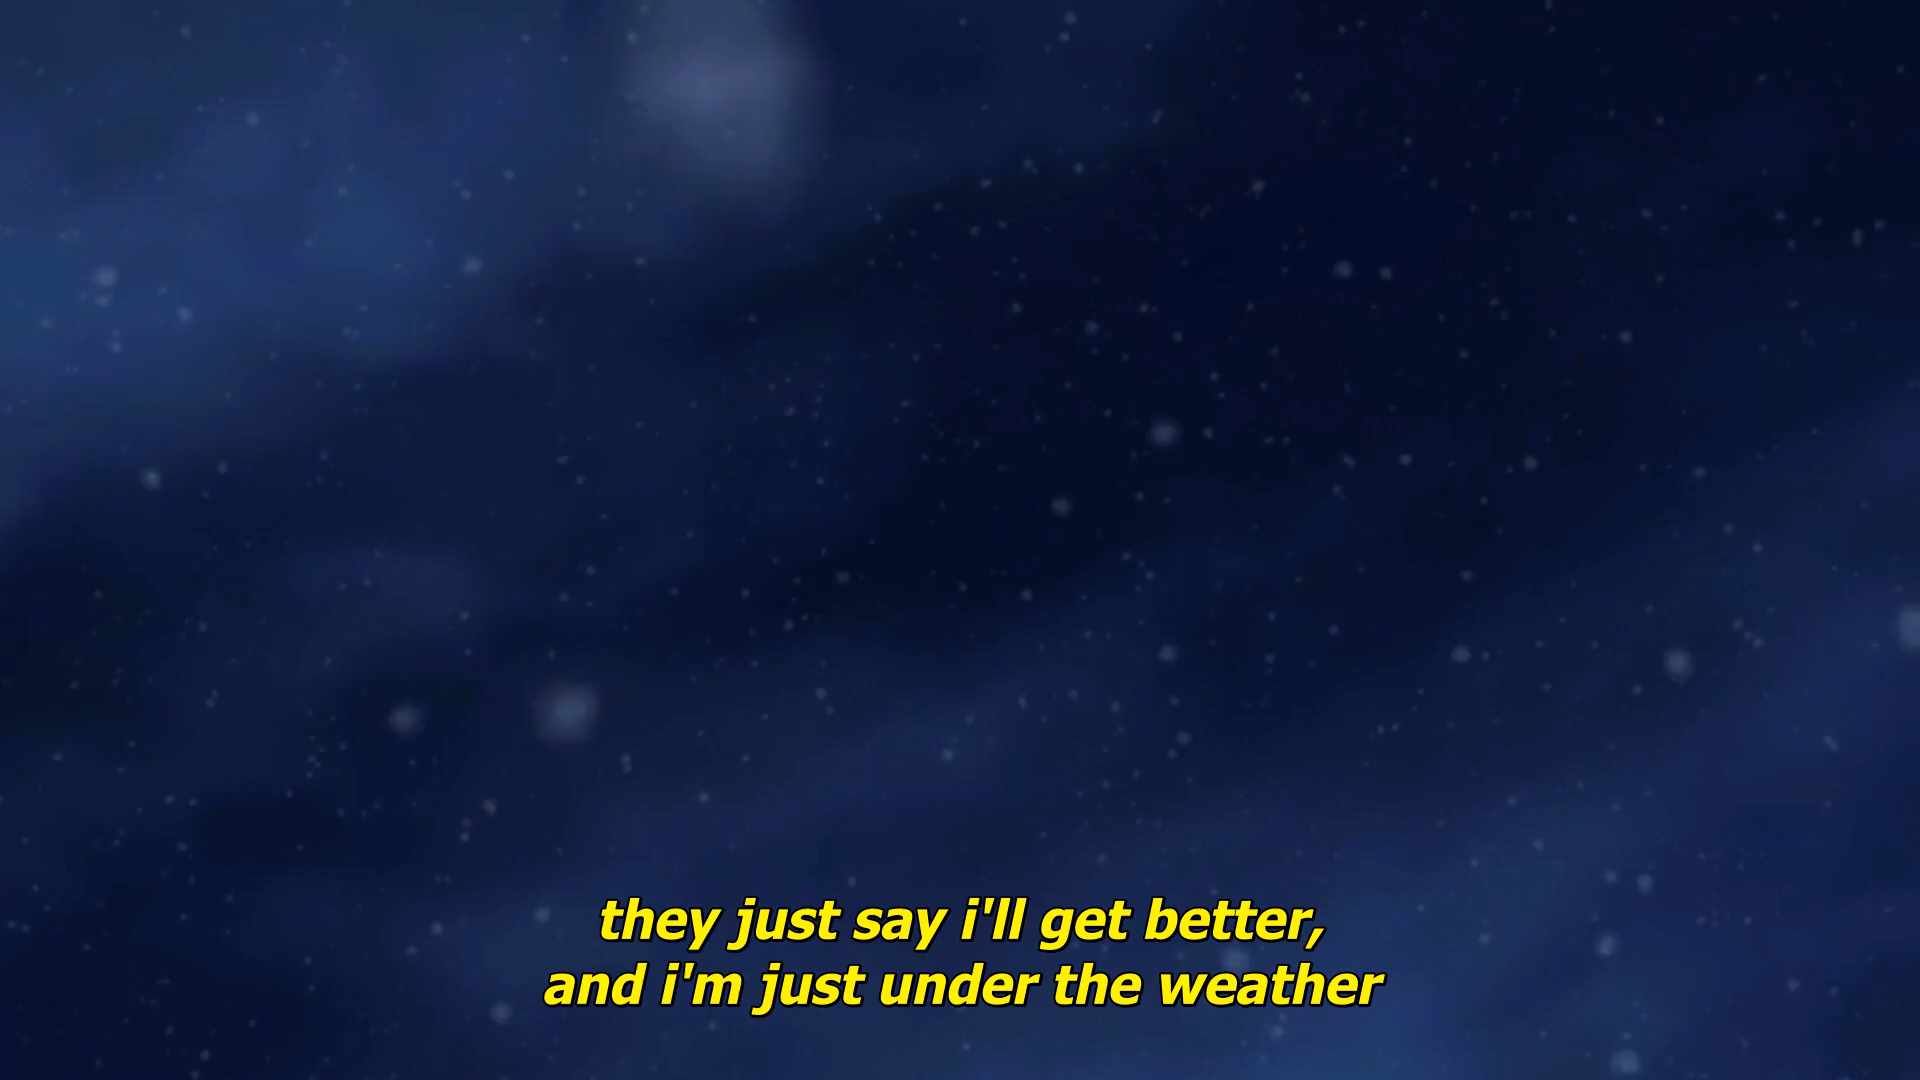 they just say i'll get better,
and i'm just under the weather